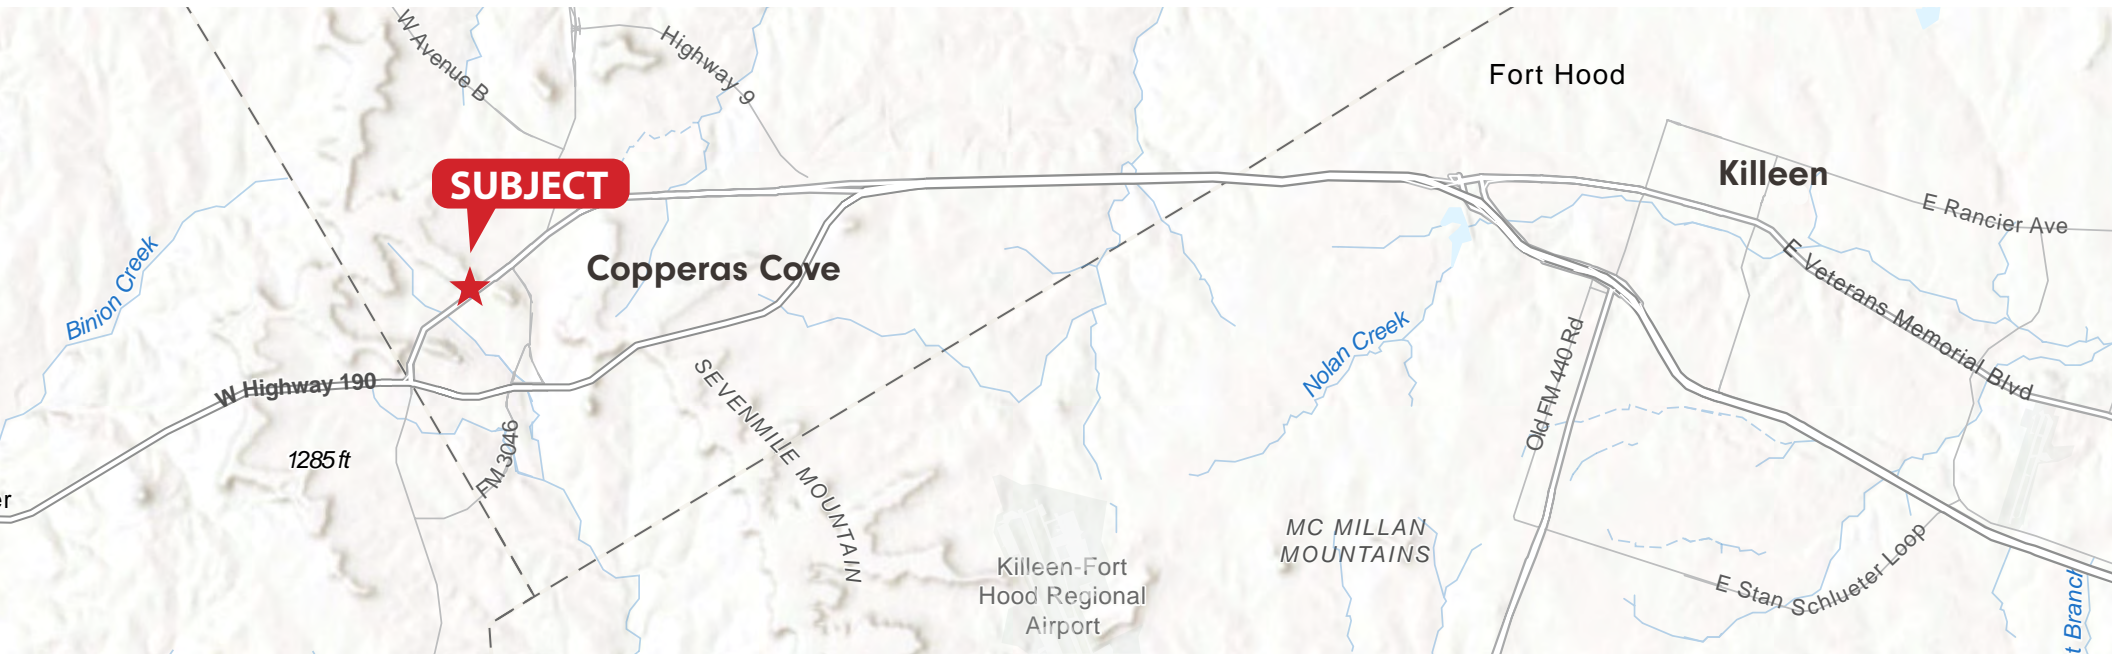 W Avenue B
Highway 9
Fort Hood
SUBJECT
Killeen
E Rancier Ave
Binion Creek
Copperas Cove
E Veterans Memorial Blvd
Nolan Creek
Old FM 440 Rd
W Highway 190
SEVENMILE MOUNTAIN
1285 ft
FM 3046
er
MC MILLAN
MOUNTAINS
Killeen-Fort
Hood Regional
Airport
E Stan Schlueter Loop
t Branch